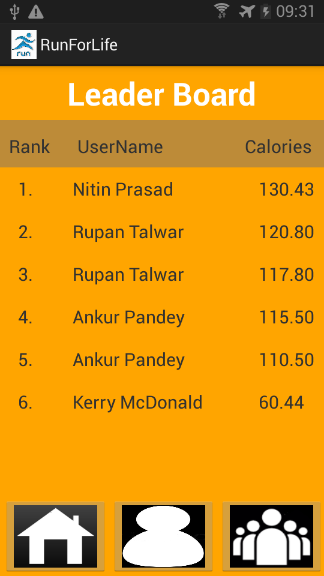 09:31
run
RunForLife
Leader Board
Rank UserName Calories
1. Nitin Prasad 130.43
2. Rupan Talwar 120.80
3. Rupan Talwar 117.80
4. Ankur Pandey 115.50
5. Ankur Pandey 110.50
6. Kerry McDonald 60.44